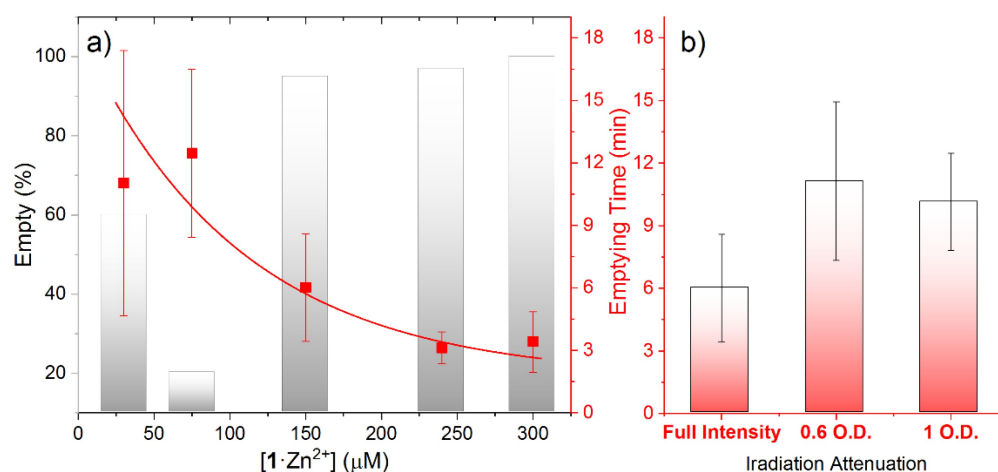 a)
Empty (%)
100
80
60
40
20
0 50 100 150 200 250 300
[1·Zn²⁺] (μM)
18
15
12
9
6
3
0
Emptying Time (min)
b)
18
15
12
9
6
3
0
Full Intensity 0.6 O.D. 1 O.D.
Irradiation Attenuation